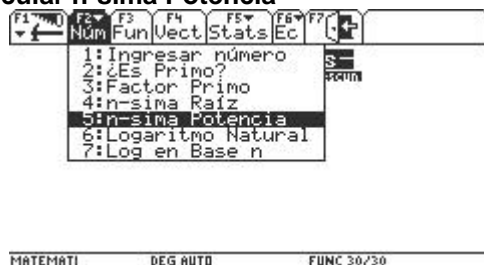 cular n-sima Potencia
F1 F2 F3 F4 F5 F6 F7
Núm Fun Vect Stats Ec
1:Ingresar número
2:¿Es Primo?
3:Factor Primo
4:n-sima Raíz
5:n-sima Potencia
6:Logaritmo Natural
7:Log en Base n
MATEMATI DEG AUTO FUNC 30/30